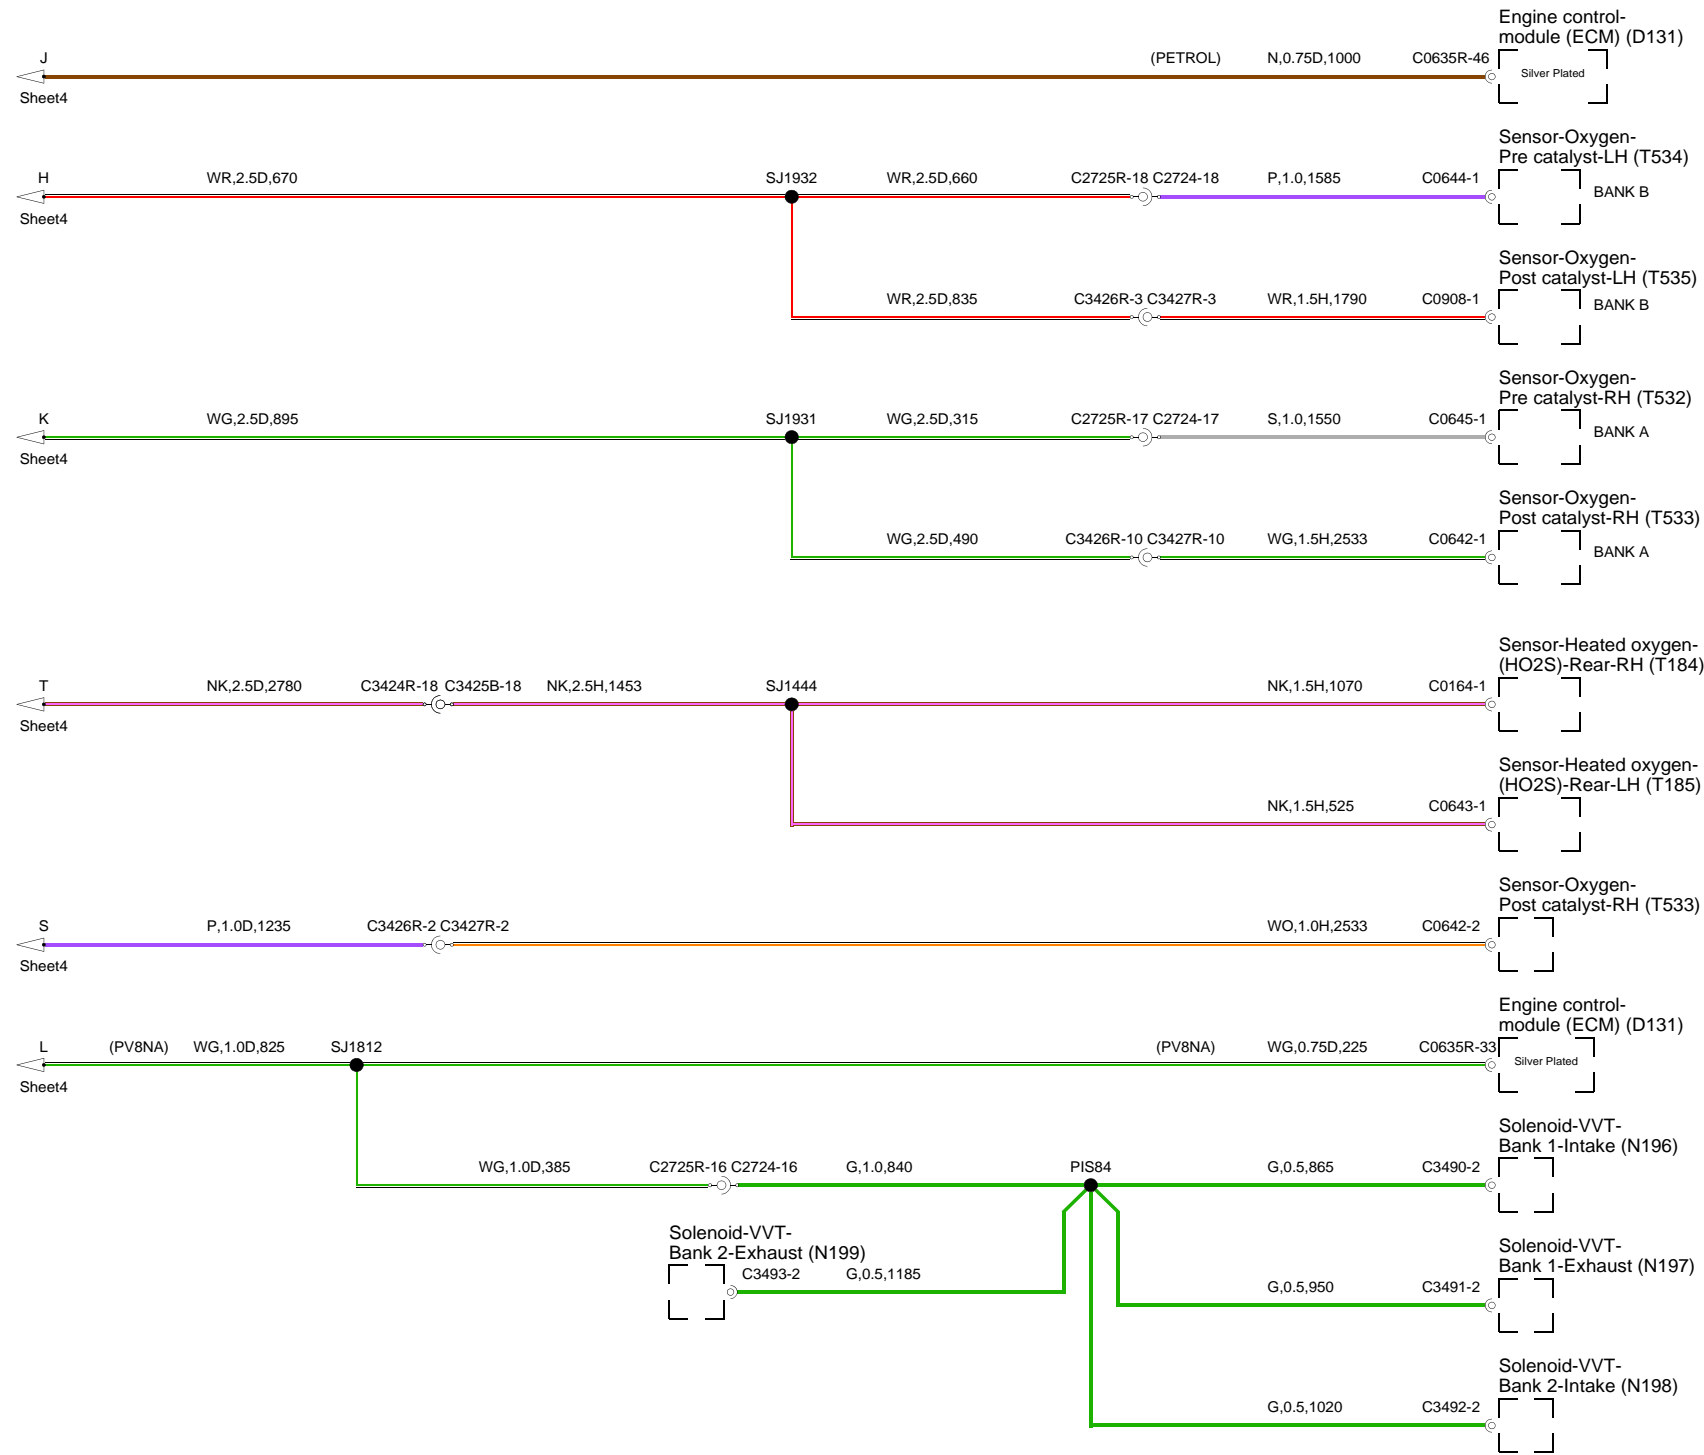 Engine control-
module (ECM) (D131)
J (PETROL) N,0.75D,1000 C0635R-46
Silver Plated
Sheet4
Sensor-Oxygen-
Pre catalyst-LH (T534)
H WR,2.5D,670 SJ1932 WR,2.5D,660 C2725R-18 C2724-18 P,1.0,1585 C0644-1
BANK B
Sheet4
Sensor-Oxygen-
Post catalyst-LH (T535)
WR,2.5D,835 C3426R-3 C3427R-3 WR,1.5H,1790 C0908-1
BANK B
Sensor-Oxygen-
Pre catalyst-RH (T532)
K WG,2.5D,895 SJ1931 WG,2.5D,315 C2725R-17 C2724-17 S,1.0,1550 C0645-1
BANK A
Sheet4
Sensor-Oxygen-
Post catalyst-RH (T533)
WG,2.5D,490 C3426R-10 C3427R-10 WG,1.5H,2533 C0642-1
BANK A
Sensor-Heated oxygen-
(HO2S)-Rear-RH (T184)
T NK,2.5D,2780 C3424R-18 C3425B-18 NK,2.5H,1453 SJ1444 NK,1.5H,1070 C0164-1
Sheet4
Sensor-Heated oxygen-
(HO2S)-Rear-LH (T185)
NK,1.5H,525 C0643-1
Sensor-Oxygen-
Post catalyst-RH (T533)
S P,1.0D,1235 C3426R-2 C3427R-2 WO,1.0H,2533 C0642-2
Sheet4
Engine control-
module (ECM) (D131)
L (PV8NA) WG,1.0D,825 SJ1812 (PV8NA) WG,0.75D,225 C0635R-33
Silver Plated
Sheet4
Solenoid-VVT-
Bank 1-Intake (N196)
WG,1.0D,385 C2725R-16 C2724-16 G,1.0,840 PIS84 G,0.5,865 C3490-2
Solenoid-VVT-
Bank 2-Exhaust (N199)
C3493-2 G,0.5,1185
Solenoid-VVT-
Bank 1-Exhaust (N197)
G,0.5,950 C3491-2
Solenoid-VVT-
Bank 2-Intake (N198)
G,0.5,1020 C3492-2